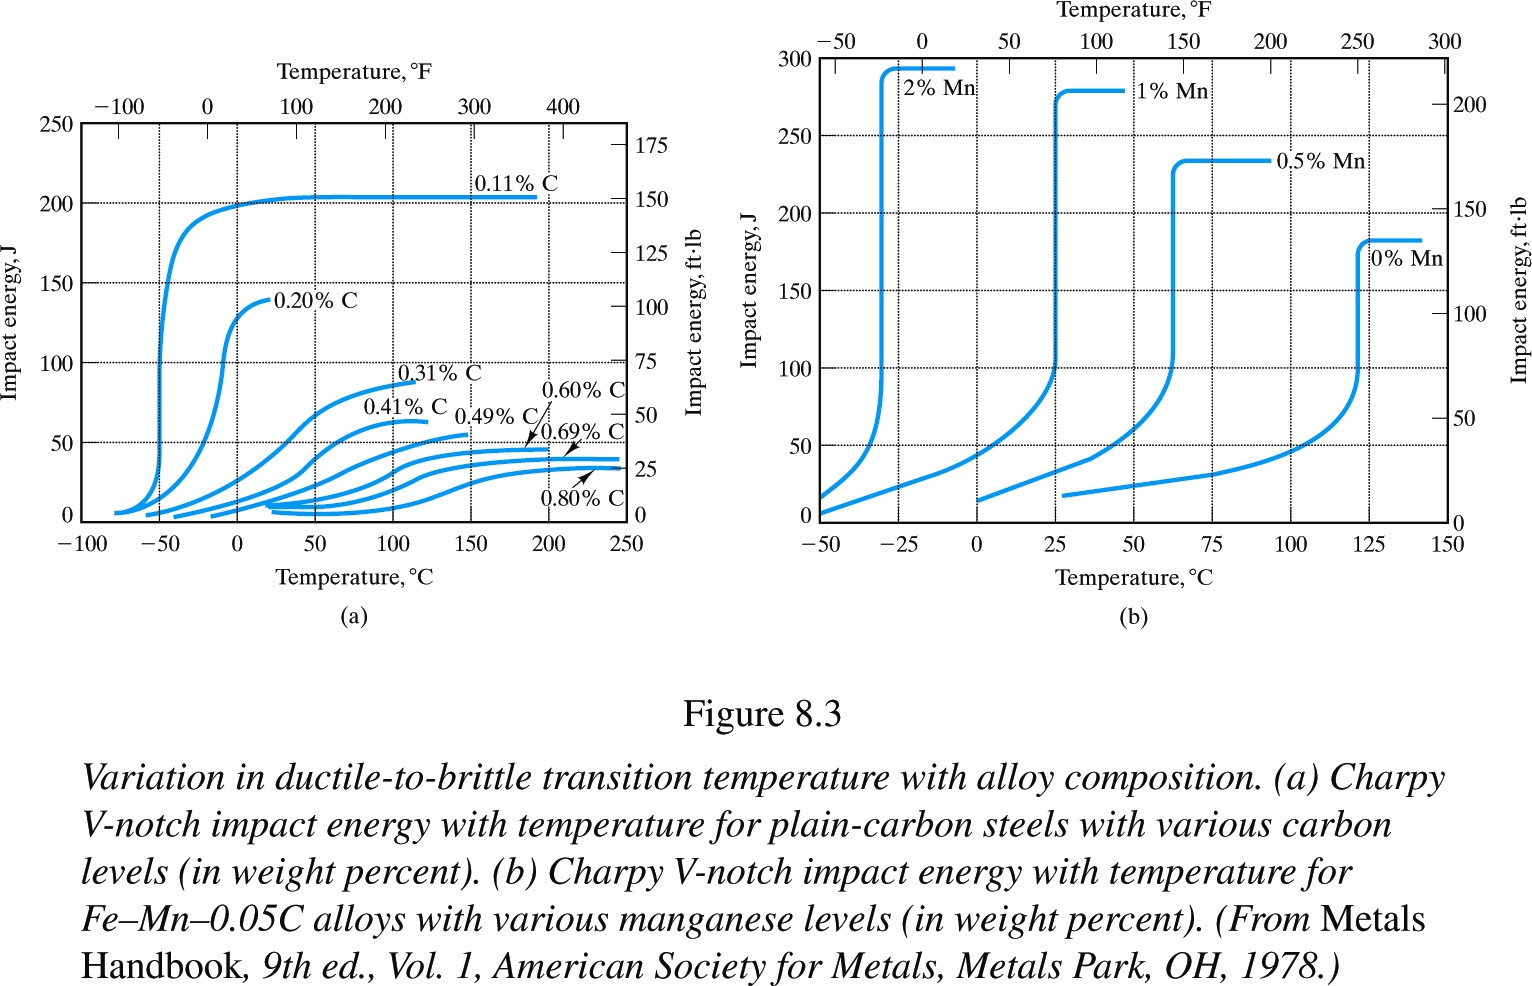 Temperature, °F
−100 0 100 200 300 400
250
200
150
100
50
0
Impact energy, J
175
150
125
100
75
50
25
0
Impact energy, ft·lb
0.11% C
0.20% C
0.31% C
0.41% C
0.49% C
0.60% C
0.69% C
0.80% C
−100 −50 0 50 100 150 200 250
Temperature, °C
(a)
Temperature, °F
−50 0 50 100 150 200 250 300
300
250
200
150
100
50
0
Impact energy, J
200
150
100
50
0
Impact energy, ft·lb
2% Mn
1% Mn
0.5% Mn
0% Mn
−50 −25 0 25 50 75 100 125 150
Temperature, °C
(b)
Figure 8.3
Variation in ductile-to-brittle transition temperature with alloy composition. (a) Charpy
V-notch impact energy with temperature for plain-carbon steels with various carbon
levels (in weight percent). (b) Charpy V-notch impact energy with temperature for
Fe–Mn–0.05C alloys with various manganese levels (in weight percent). (From Metals
Handbook, 9th ed., Vol. 1, American Society for Metals, Metals Park, OH, 1978.)